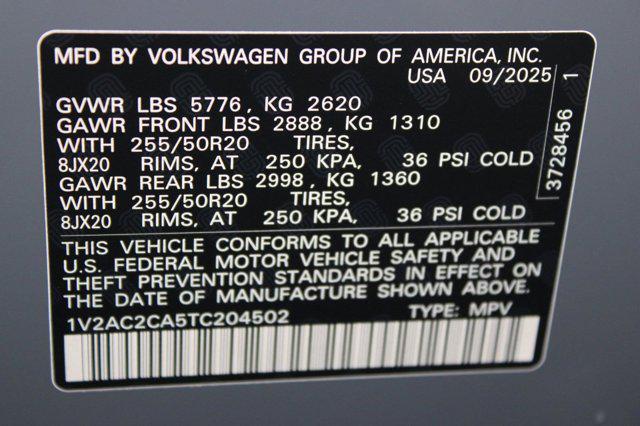 MFD BY VOLKSWAGEN GROUP OF AMERICA, INC.
USA 09/2025
GVWR LBS 5776, KG 2620
GAWR FRONT LBS 2888, KG 1310
WITH 255/50R20 TIRES,
8JX20 RIMS, AT 250 KPA, 36 PSI COLD
GAWR REAR LBS 2998, KG 1360
WITH 255/50R20 TIRES,
8JX20 RIMS, AT 250 KPA, 36 PSI COLD
THIS VEHICLE CONFORMS TO ALL APPLICABLE
U.S. FEDERAL MOTOR VEHICLE SAFETY AND
THEFT PREVENTION STANDARDS IN EFFECT ON
THE DATE OF MANUFACTURE SHOWN ABOVE.
1V2AC2CA5TC204502 TYPE: MPV
3728456 1